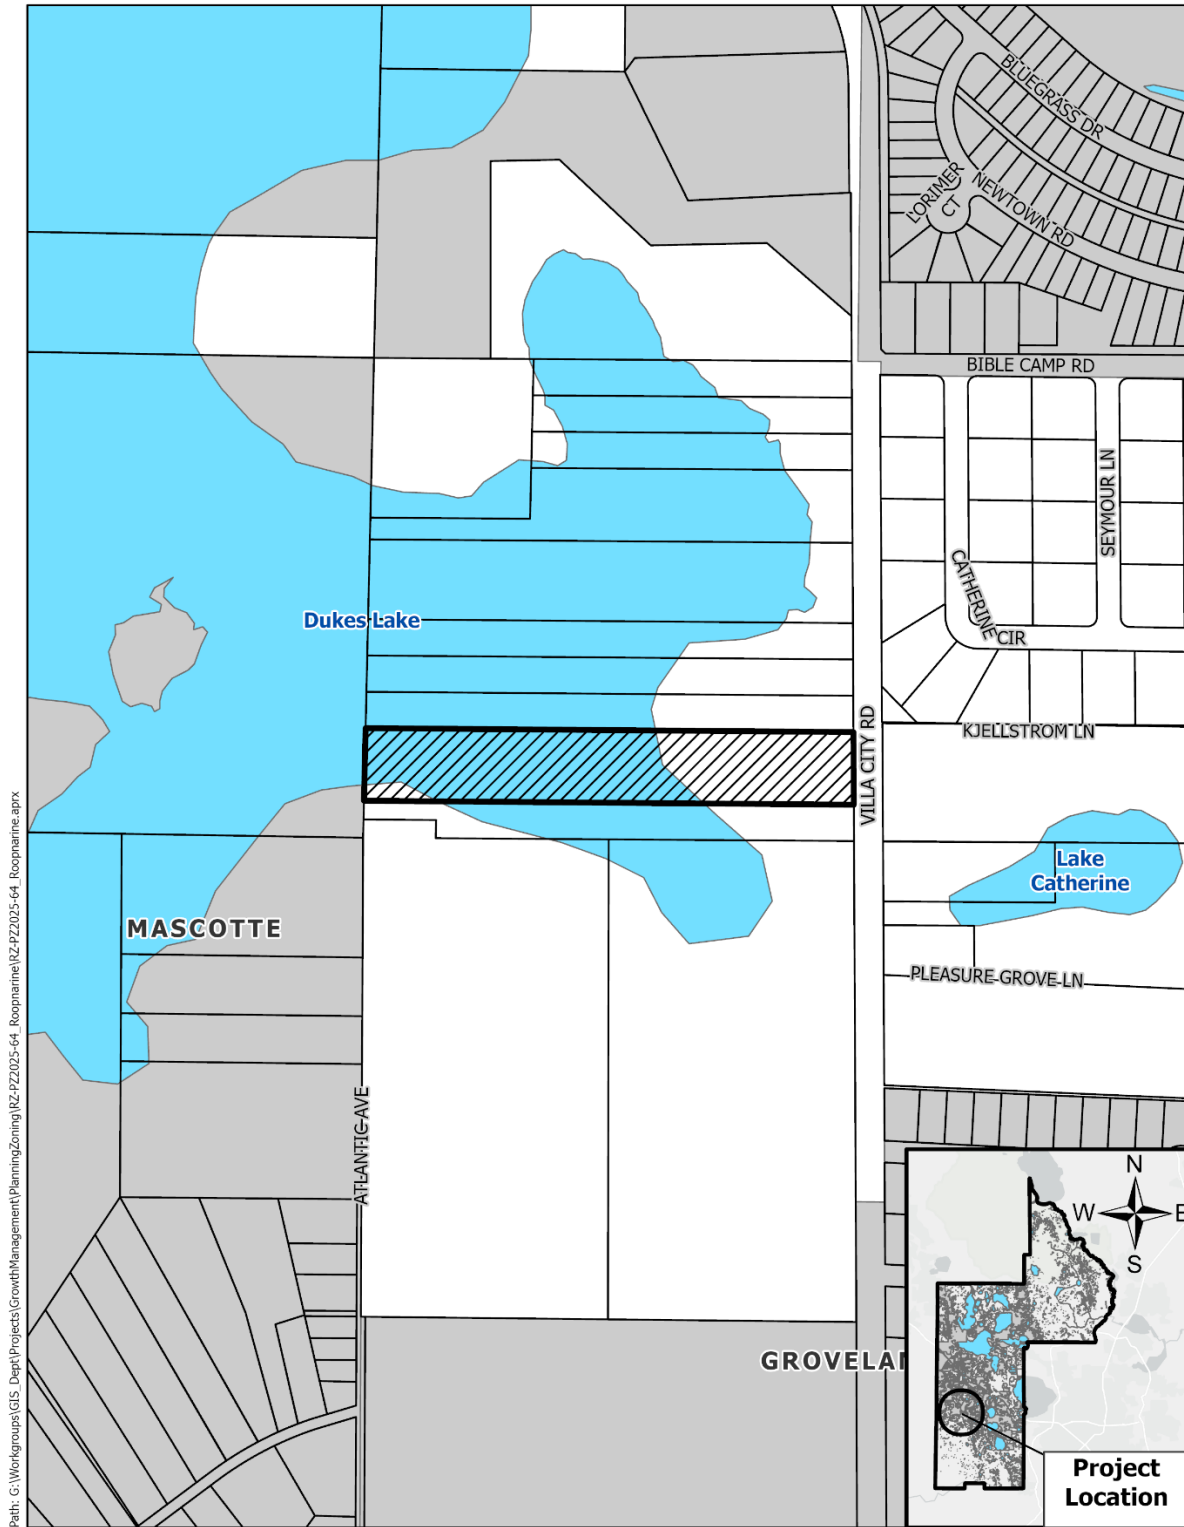 BLUEGRASS DR
LORIMER
CT
NEWTOWN RD
BIBLE CAMP RD
SEYMOUR LN
CATHERINE CIR
Dukes Lake
VILLA CITY RD
KJELLSTROM LN
Lake
Catherine
MASCOTTE
PLEASURE GROVE LN
ATLANTIC AVE
N
W
E
S
GROVELAN
Project
Location
Path: G:\Workgroups\GIS_Dept\Projects\GrowthManagement\PlanningZoning\RZ-PZ2025-64_Roopnarine\RZ-PZ2025-64_Roopnarine.aprx